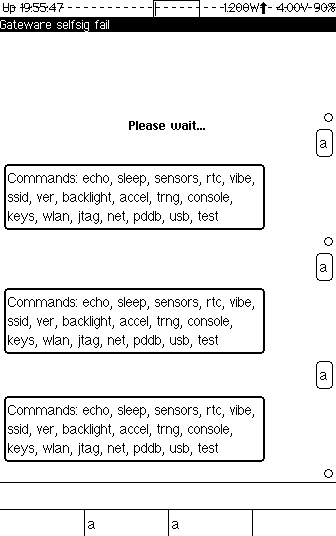 Up 19:55:47 1.200W 4.00V 90%
Gateware selfsig fail
Please wait...
a
Commands: echo, sleep, sensors, rtc, vibe,
ssid, ver, backlight, accel, trng, console,
keys, wlan, jtag, net, pddb, usb, test
a
Commands: echo, sleep, sensors, rtc, vibe,
ssid, ver, backlight, accel, trng, console,
keys, wlan, jtag, net, pddb, usb, test
a
Commands: echo, sleep, sensors, rtc, vibe,
ssid, ver, backlight, accel, trng, console,
keys, wlan, jtag, net, pddb, usb, test
a a